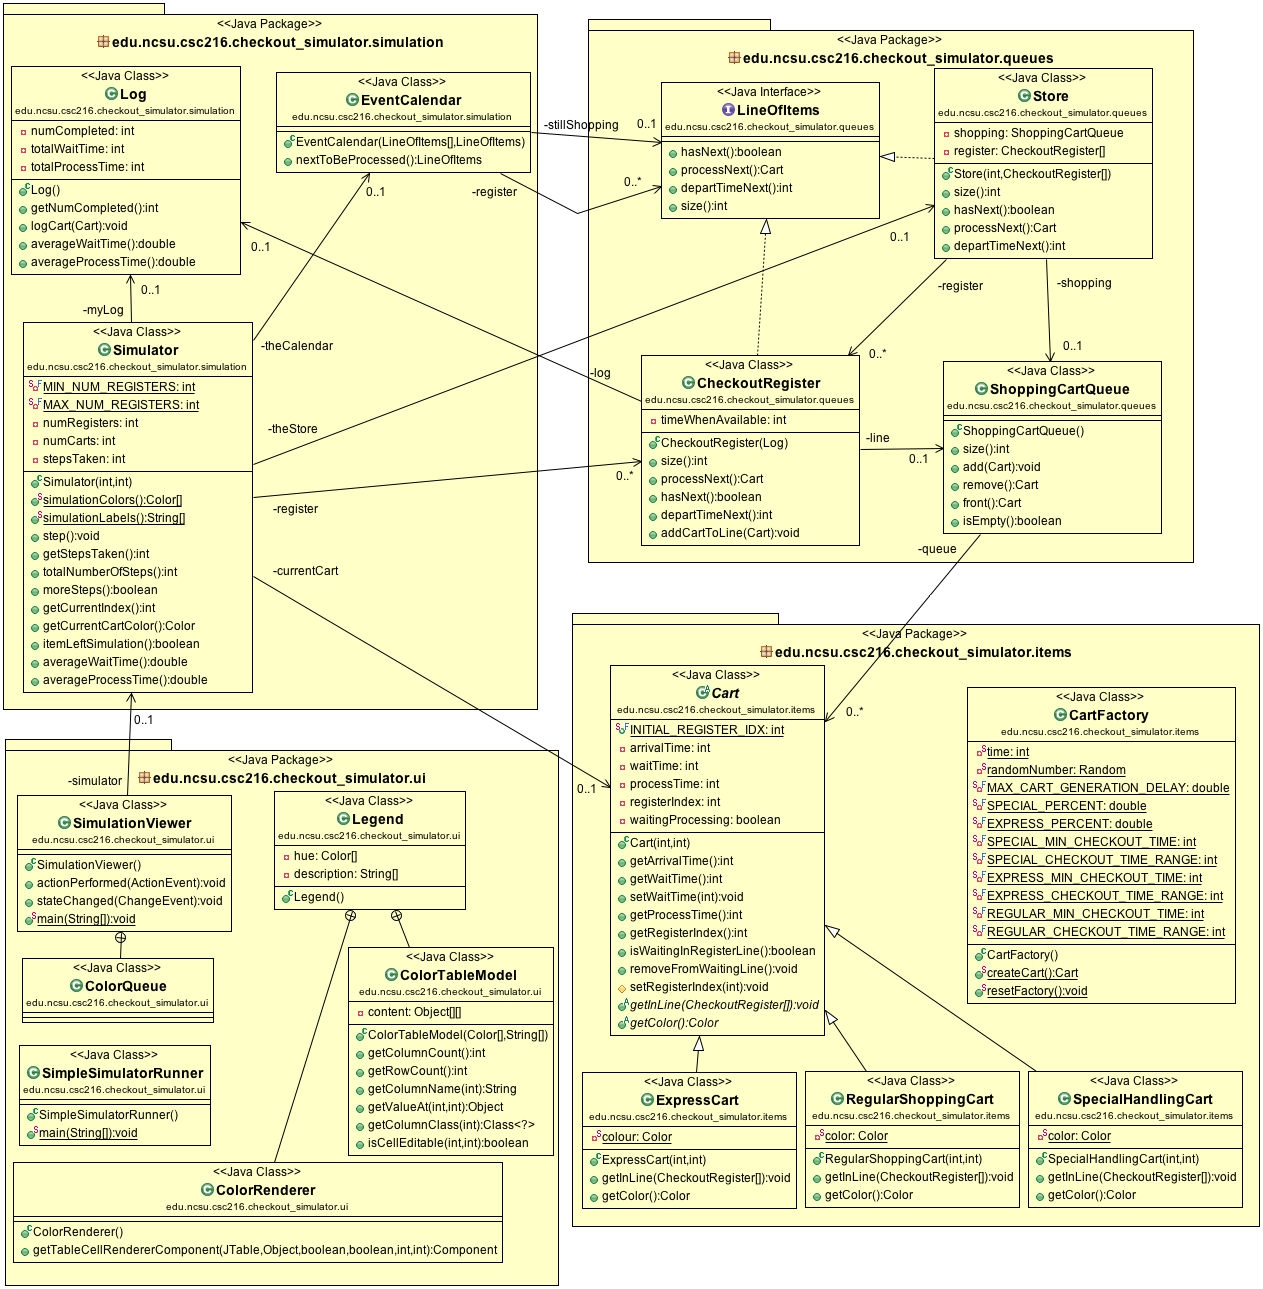 <<Java Package>>
edu.ncsu.csc216.checkout_simulator.simulation
<<Java Class>>
Log
edu.ncsu.csc216.checkout_simulator.simulation
numCompleted: int
totalWaitTime: int
totalProcessTime: int
Log()
getNumCompleted():int
logCart(Cart):void
averageWaitTime():double
averageProcessTime():double
<<Java Class>>
EventCalendar
edu.ncsu.csc216.checkout_simulator.simulation
EventCalendar(LineOfItems[],LineOfItems)
nextToBeProcessed():LineOfItems
-stillShopping
0..1
-register
0..*
0..1
0..1
0..1
-myLog
-theCalendar
<<Java Class>>
Simulator
edu.ncsu.csc216.checkout_simulator.simulation
MIN_NUM_REGISTERS: int
MAX_NUM_REGISTERS: int
numRegisters: int
numCarts: int
stepsTaken: int
Simulator(int,int)
simulationColors():Color[]
simulationLabels():String[]
step():void
getStepsTaken():int
totalNumberOfSteps():int
moreSteps():boolean
getCurrentIndex():int
getCurrentCartColor():Color
itemLeftSimulation():boolean
averageWaitTime():double
averageProcessTime():double
-theStore
0..1
-register
0..*
-currentCart
0..1
-log
<<Java Package>>
edu.ncsu.csc216.checkout_simulator.queues
<<Java Interface>>
LineOfItems
edu.ncsu.csc216.checkout_simulator.queues
hasNext():boolean
processNext():Cart
departTimeNext():int
size():int
<<Java Class>>
Store
edu.ncsu.csc216.checkout_simulator.queues
shopping: ShoppingCartQueue
register: CheckoutRegister[]
Store(int,CheckoutRegister[])
size():int
hasNext():boolean
processNext():Cart
departTimeNext():int
-register
0..*
-shopping
0..1
<<Java Class>>
CheckoutRegister
edu.ncsu.csc216.checkout_simulator.queues
timeWhenAvailable: int
CheckoutRegister(Log)
size():int
processNext():Cart
hasNext():boolean
departTimeNext():int
addCartToLine(Cart):void
-line
0..1
<<Java Class>>
ShoppingCartQueue
edu.ncsu.csc216.checkout_simulator.queues
ShoppingCartQueue()
size():int
add(Cart):void
remove():Cart
front():Cart
isEmpty():boolean
-queue
0..*
<<Java Package>>
edu.ncsu.csc216.checkout_simulator.items
<<Java Class>>
Cart
edu.ncsu.csc216.checkout_simulator.items
INITIAL_REGISTER_IDX: int
arrivalTime: int
waitTime: int
processTime: int
registerIndex: int
waitingProcessing: boolean
Cart(int,int)
getArrivalTime():int
getWaitTime():int
setWaitTime(int):void
getProcessTime():int
getRegisterIndex():int
isWaitingInRegisterLine():boolean
removeFromWaitingLine():void
setRegisterIndex(int):void
getInLine(CheckoutRegister[]):void
getColor():Color
<<Java Class>>
CartFactory
edu.ncsu.csc216.checkout_simulator.items
time: int
randomNumber: Random
MAX_CART_GENERATION_DELAY: double
SPECIAL_PERCENT: double
EXPRESS_PERCENT: double
SPECIAL_MIN_CHECKOUT_TIME: int
SPECIAL_CHECKOUT_TIME_RANGE: int
EXPRESS_MIN_CHECKOUT_TIME: int
EXPRESS_CHECKOUT_TIME_RANGE: int
REGULAR_MIN_CHECKOUT_TIME: int
REGULAR_CHECKOUT_TIME_RANGE: int
CartFactory()
createCart():Cart
resetFactory():void
<<Java Class>>
ExpressCart
edu.ncsu.csc216.checkout_simulator.items
colour: Color
ExpressCart(int,int)
getInLine(CheckoutRegister[]):void
getColor():Color
<<Java Class>>
RegularShoppingCart
edu.ncsu.csc216.checkout_simulator.items
color: Color
RegularShoppingCart(int,int)
getInLine(CheckoutRegister[]):void
getColor():Color
<<Java Class>>
SpecialHandlingCart
edu.ncsu.csc216.checkout_simulator.items
color: Color
SpecialHandlingCart(int,int)
getInLine(CheckoutRegister[]):void
getColor():Color
0..1
-simulator
<<Java Package>>
edu.ncsu.csc216.checkout_simulator.ui
<<Java Class>>
SimulationViewer
edu.ncsu.csc216.checkout_simulator.ui
SimulationViewer()
actionPerformed(ActionEvent):void
stateChanged(ChangeEvent):void
main(String[]):void
<<Java Class>>
Legend
edu.ncsu.csc216.checkout_simulator.ui
hue: Color[]
description: String[]
Legend()
<<Java Class>>
ColorQueue
edu.ncsu.csc216.checkout_simulator.ui
<<Java Class>>
ColorTableModel
edu.ncsu.csc216.checkout_simulator.ui
content: Object[][]
ColorTableModel(Color[],String[])
getColumnCount():int
getRowCount():int
getColumnName(int):String
getValueAt(int,int):Object
getColumnClass(int):Class<?>
isCellEditable(int,int):boolean
<<Java Class>>
SimpleSimulatorRunner
edu.ncsu.csc216.checkout_simulator.ui
SimpleSimulatorRunner()
main(String[]):void
<<Java Class>>
ColorRenderer
edu.ncsu.csc216.checkout_simulator.ui
ColorRenderer()
getTableCellRendererComponent(JTable,Object,boolean,boolean,int,int):Component